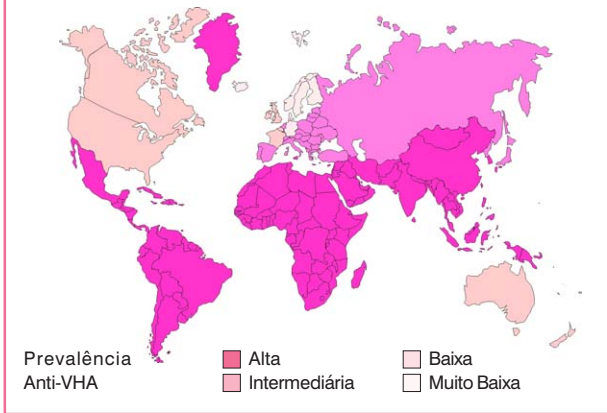 Prevalência
Anti-VHA
Alta
Intermediária
Baixa
Muito Baixa